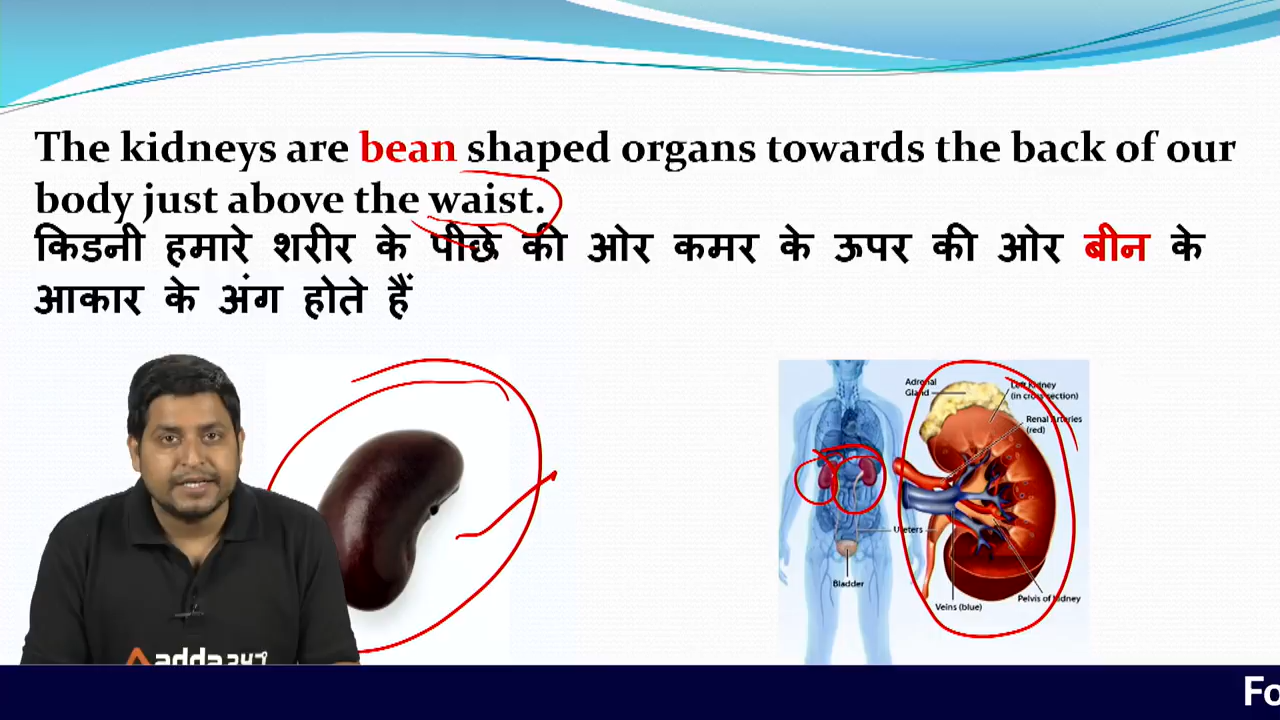 The kidneys are bean shaped organs towards the back of our
body just above the waist.
किडनी हमारे शरीर के पीछे की ओर कमर के ऊपर की ओर बीन के
आकार के अंग होते हैं
Adrenal
Gland
Left Kidney
(in cross section)
Renal Arteries
(red)
Ureters
Bladder
Veins (blue)
Pelvis of Kidney
adda247
Fo